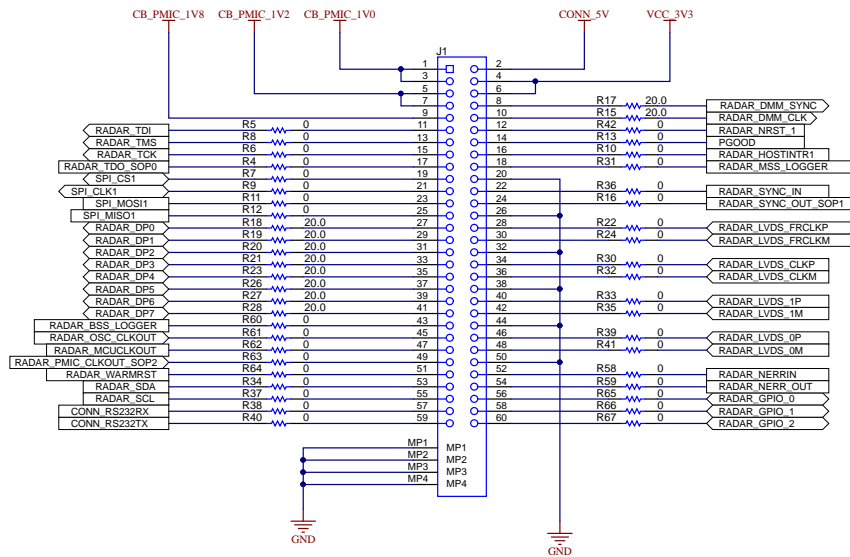 CB_PMIC_1V8 CB_PMIC_1V2 CB_PMIC_1V0 CONN_5V VCC_3V3
J1
1 2
3 4
5 6
7 8 R17 20.0 RADAR_DMM_SYNC
9 10 R15 20.0 RADAR_DMM_CLK
RADAR_TDI R5 0 11 12 R42 0 RADAR_NRST_1
RADAR_TMS R8 0 13 14 R13 0 PGOOD
RADAR_TCK R6 0 15 16 R10 0 RADAR_HOSTINTR1
RADAR_TDO_SOP0 R4 0 17 18 R31 0 RADAR_MSS_LOGGER
SPI_CS1 R7 0 19 20
SPI_CLK1 R9 0 21 22 R36 0 RADAR_SYNC_IN
SPI_MOSI1 R11 0 23 24 R16 0 RADAR_SYNC_OUT_SOP1
SPI_MISO1 R12 0 25 26
RADAR_DP0 R18 20.0 27 28 R22 0 RADAR_LVDS_FRCLKP
RADAR_DP1 R19 20.0 29 30 R24 0 RADAR_LVDS_FRCLKM
RADAR_DP2 R20 20.0 31 32
RADAR_DP3 R21 20.0 33 34 R30 0 RADAR_LVDS_CLKP
RADAR_DP4 R23 20.0 35 36 R32 0 RADAR_LVDS_CLKM
RADAR_DP5 R26 20.0 37 38
RADAR_DP6 R27 20.0 39 40 R33 0 RADAR_LVDS_1P
RADAR_DP7 R28 20.0 41 42 R35 0 RADAR_LVDS_1M
RADAR_BSS_LOGGER R60 0 43 44
RADAR_OSC_CLKOUT R61 0 45 46 R39 0 RADAR_LVDS_0P
RADAR_MCUCLKOUT R62 0 47 48 R41 0 RADAR_LVDS_0M
RADAR_PMIC_CLKOUT_SOP2 R63 0 49 50
RADAR_WARMRST R64 0 51 52 R58 0 RADAR_NERRIN
RADAR_SDA R34 0 53 54 R59 0 RADAR_NERR_OUT
RADAR_SCL R37 0 55 56 R65 0 RADAR_GPIO_0
CONN_RS232RX R38 0 57 58 R66 0 RADAR_GPIO_1
CONN_RS232TX R40 0 59 60 R67 0 RADAR_GPIO_2
MP1 MP1
MP2 MP2
MP3 MP3
MP4 MP4
GND GND